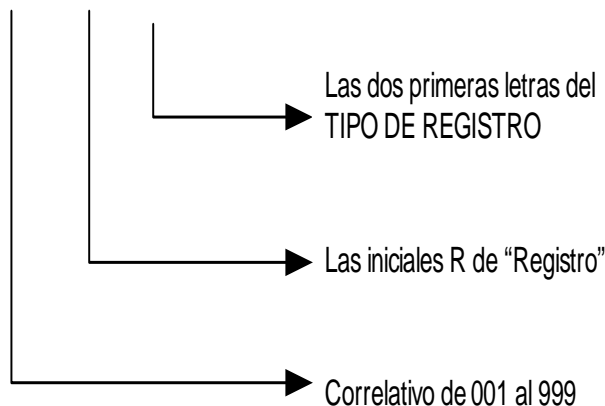 Las dos primeras letras del
TIPO DE REGISTRO
Las iniciales R de “Registro”
Correlativo de 001 al 999